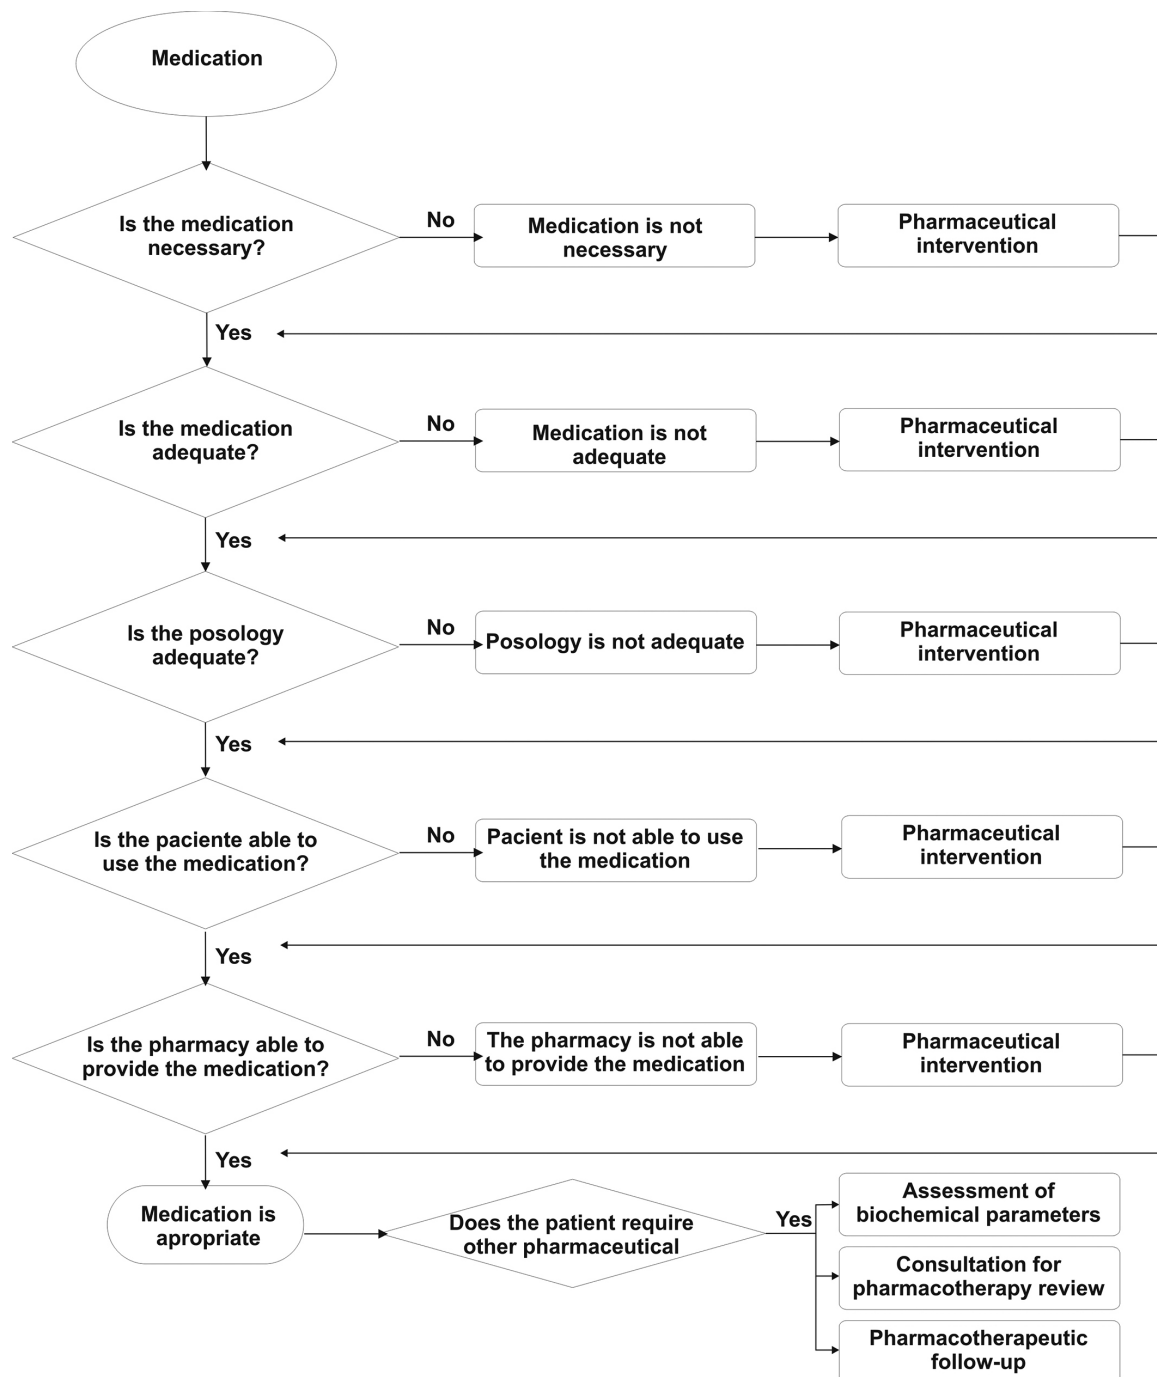 Medication
Is the medication
necessary?
No
Medication is not
necessary
Pharmaceutical
intervention
Yes
Is the medication
adequate?
No
Medication is not
adequate
Pharmaceutical
intervention
Yes
Is the posology
adequate?
No
Posology is not adequate
Pharmaceutical
intervention
Yes
Is the paciente able to
use the medication?
No
Pacient is not able to use
the medication
Pharmaceutical
intervention
Yes
Is the pharmacy able to
provide the medication?
No
The pharmacy is not able
to provide the medication
Pharmaceutical
intervention
Yes
Medication is
apropriate
Does the patient require
other pharmaceutical
Yes
Assessment of
biochemical parameters
Consultation for
pharmacotherapy review
Pharmacotherapeutic
follow-up